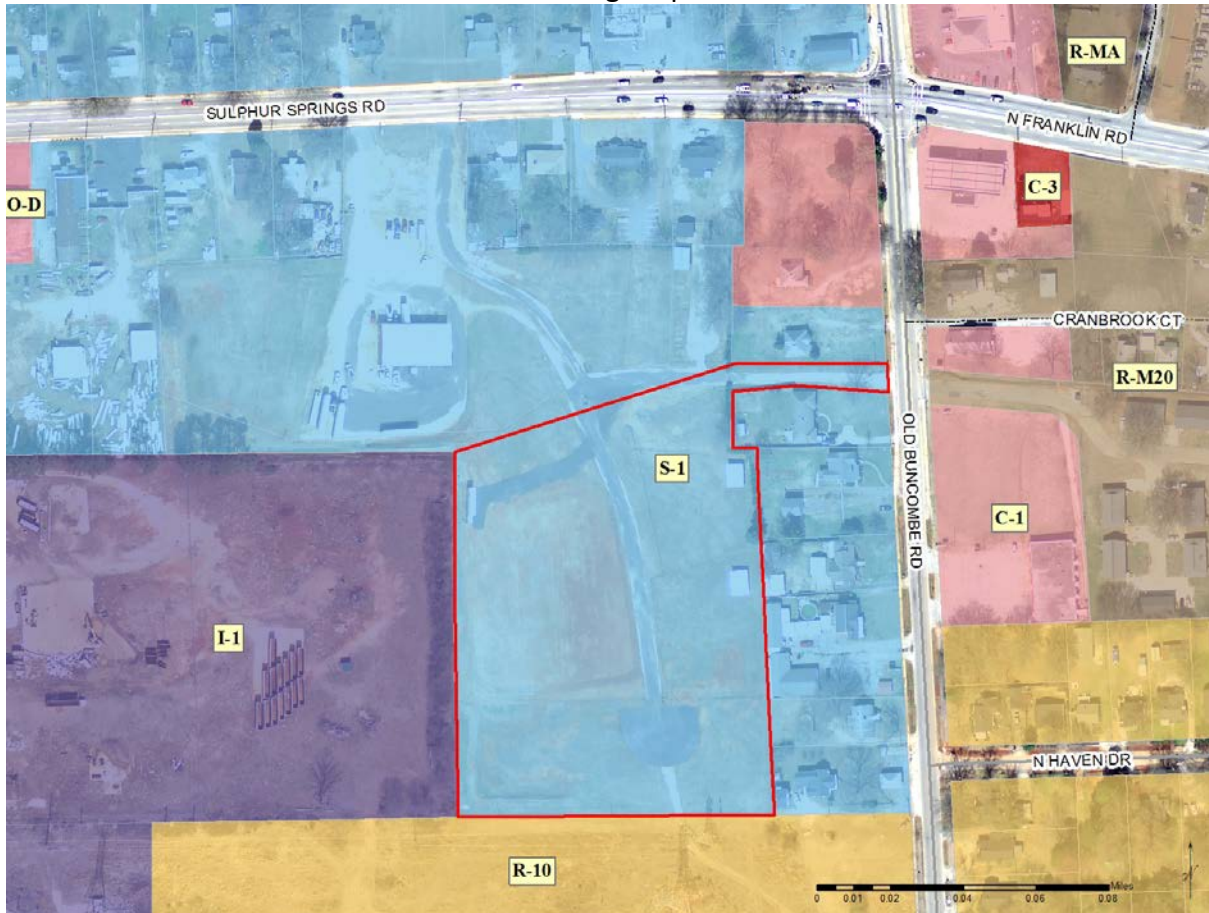 R-MA
SULPHUR SPRINGS RD
N FRANKLIN RD
C-3
O-D
CRANBROOK CT
R-M20
S-1
OLD BUNCOMBE RD
C-1
I-1
N HAVEN DR
R-10
Miles
0 0.01 0.02 0.04 0.06 0.08
N